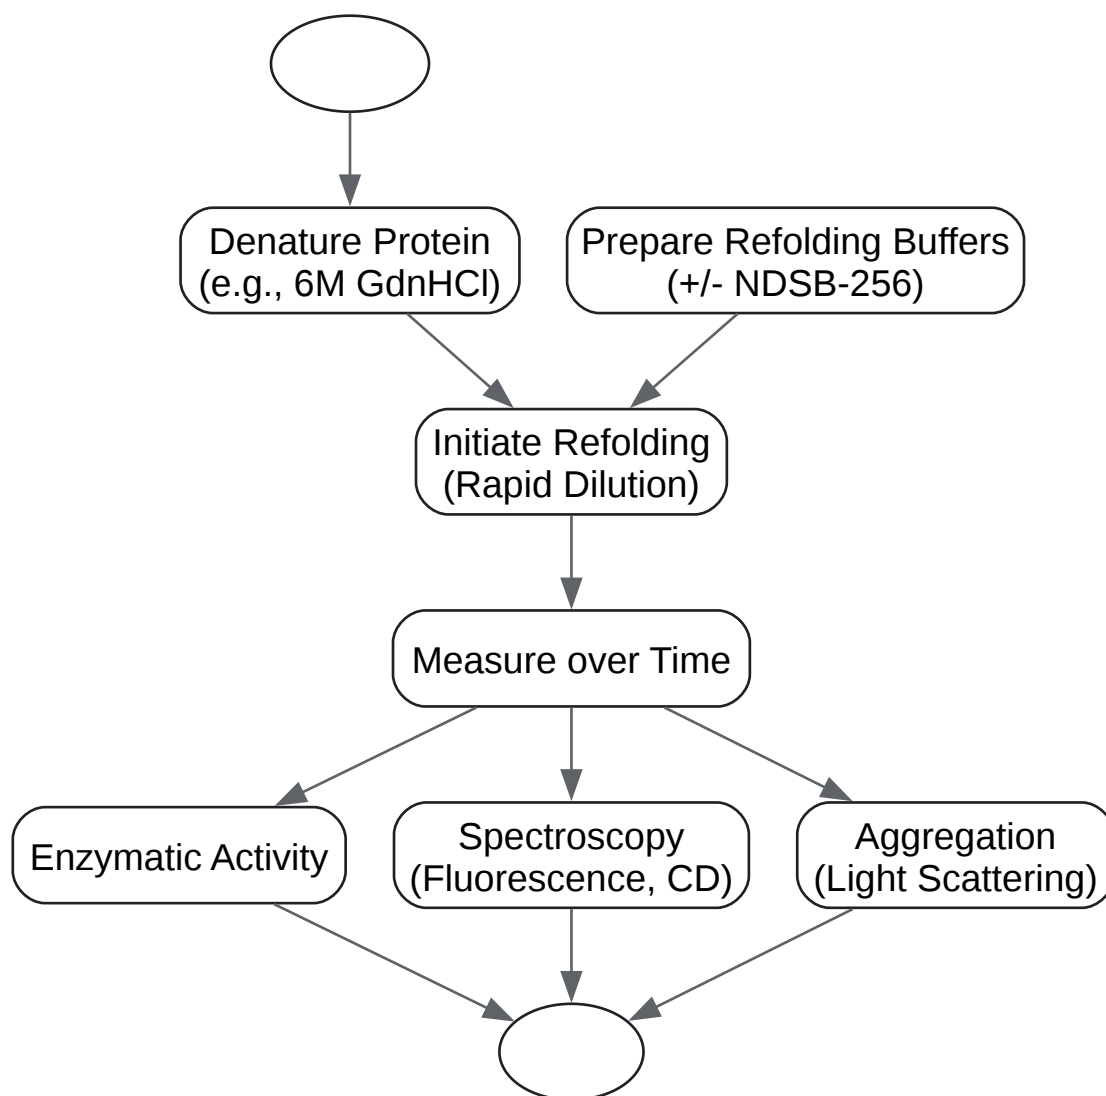 Denature Protein
(e.g., 6M GdnHCl)
Prepare Refolding Buffers
(+/- NDSB-256)
Initiate Refolding
(Rapid Dilution)
Measure over Time
Enzymatic Activity
Spectroscopy
(Fluorescence, CD)
Aggregation
(Light Scattering)